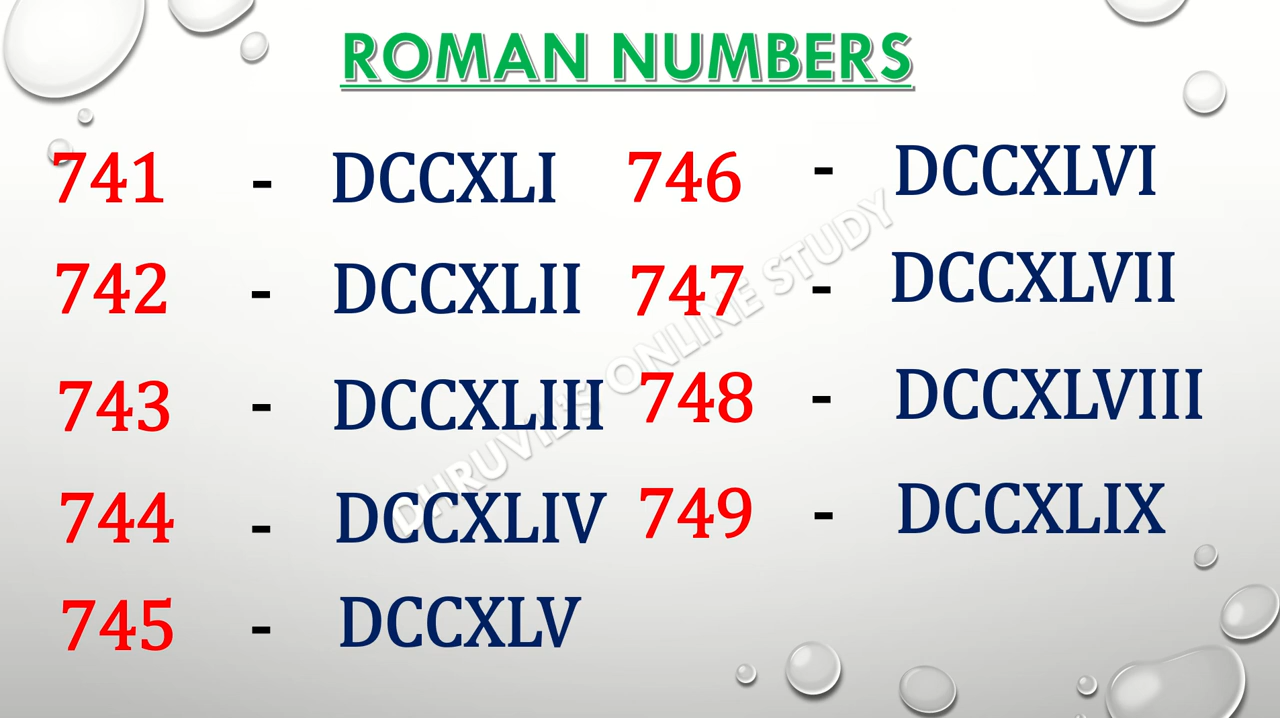 ROMAN NUMBERS
741 - DCCXLI
742 - DCCXLII
743 - DCCXLIII
744 - DCCXLIV
745 - DCCXLV
746 - DCCXLVI
747 - DCCXLVII
748 - DCCXLVIII
749 - DCCXLIX
DHRUVIL'S ONLINE STUDY